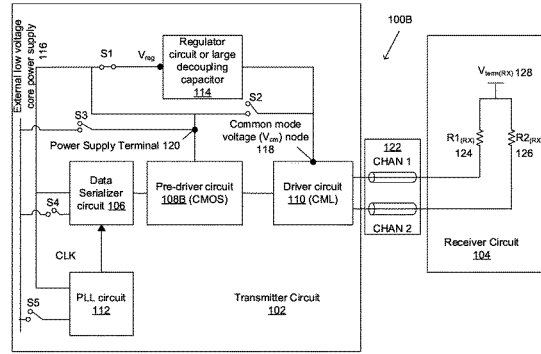 100B
External low voltage
core power supply
116
S1
Vreg
Regulator
circuit or large
decoupling
capacitor
114
S2
S3
Power Supply Terminal 120
Common mode
voltage (Vcm) node
118
Vterm(RX) 128
R1(RX)
124
R2(RX)
126
122
CHAN 1
CHAN 2
Data
Serializer
circuit 106
Pre-driver circuit
108B (CMOS)
Driver circuit
110 (CML)
S4
CLK
S5
PLL circuit
112
Transmitter Circuit
102
Receiver Circuit
104